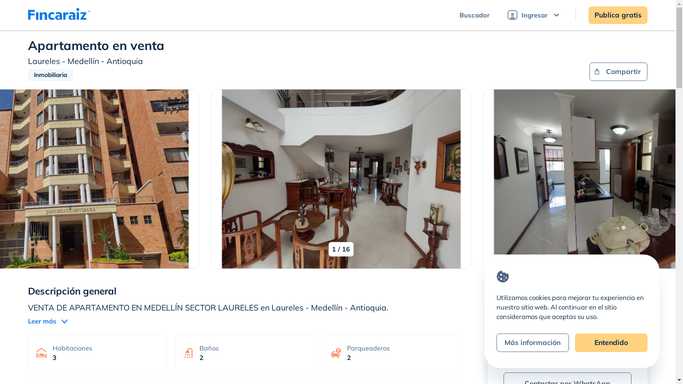 Fincaraiz
Buscador
Ingresar
Publica gratis
Apartamento en venta
Laureles - Medellín - Antioquia
Inmobiliaria
Compartir
1 / 16
Descripción general
VENTA DE APARTAMENTO EN MEDELLÍN SECTOR LAURELES en Laureles - Medellín - Antioquia.
Leer más
Habitaciones
3
Baños
2
Parqueaderos
2
Utilizamos cookies para mejorar tu experiencia en
nuestro sitio web. Al continuar en el sitio
consideramos que aceptas su uso.
Más información
Entendido
Contactar por WhatsApp